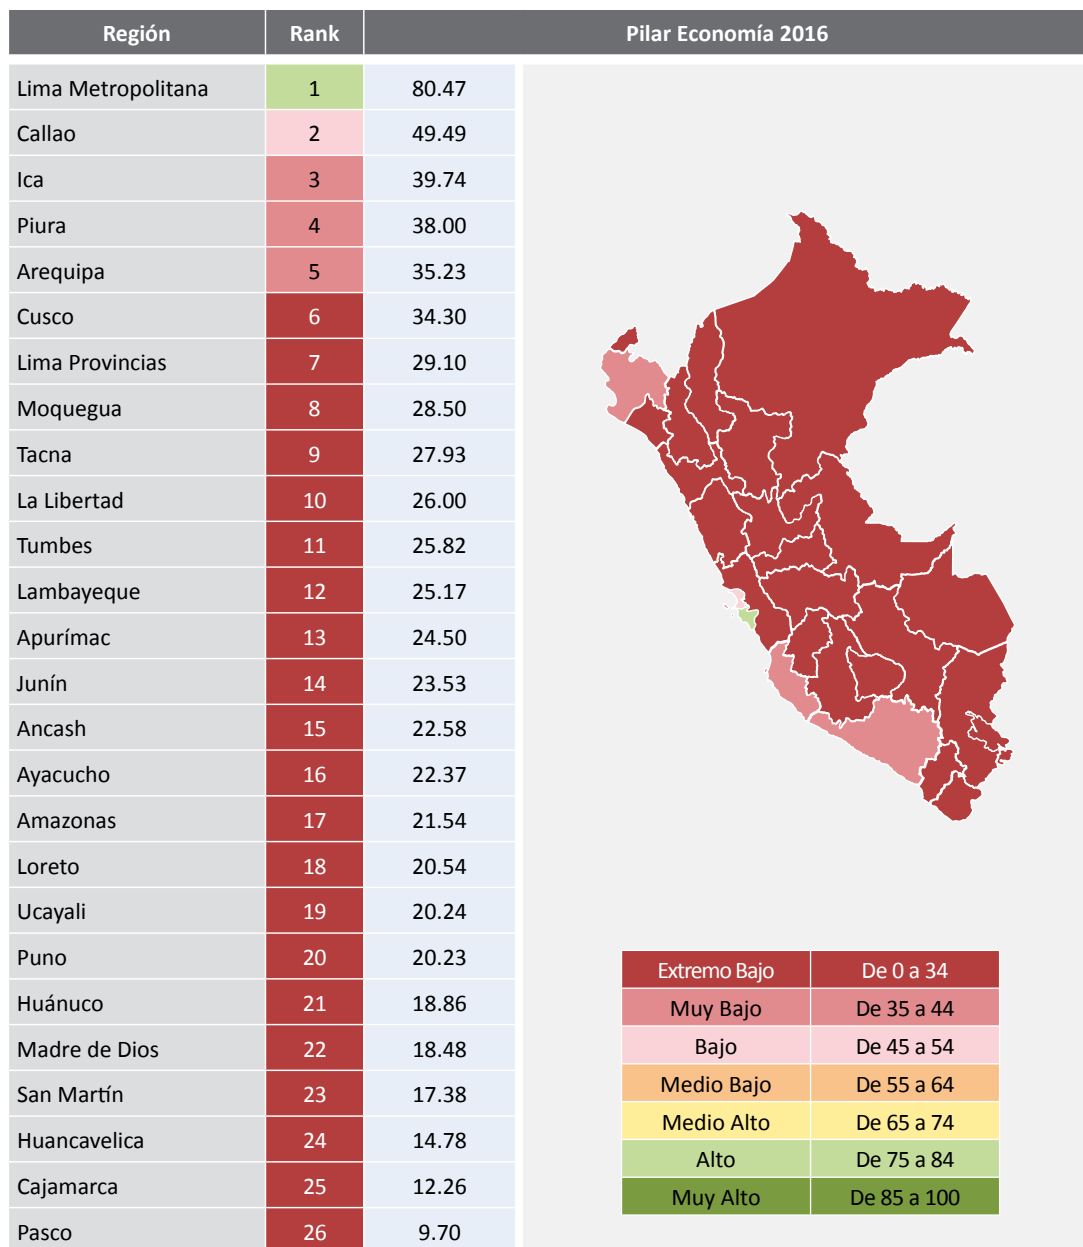 Región Rank Pilar Economía 2016
Lima Metropolitana 1 80.47
Callao 2 49.49
Ica 3 39.74
Piura 4 38.00
Arequipa 5 35.23
Cusco 6 34.30
Lima Provincias 7 29.10
Moquegua 8 28.50
Tacna 9 27.93
La Libertad 10 26.00
Tumbes 11 25.82
Lambayeque 12 25.17
Apurímac 13 24.50
Junín 14 23.53
Ancash 15 22.58
Ayacucho 16 22.37
Amazonas 17 21.54
Loreto 18 20.54
Ucayali 19 20.24
Puno 20 20.23
Huánuco 21 18.86
Madre de Dios 22 18.48
San Martín 23 17.38
Huancavelica 24 14.78
Cajamarca 25 12.26
Pasco 26 9.70
Extremo Bajo De 0 a 34
Muy Bajo De 35 a 44
Bajo De 45 a 54
Medio Bajo De 55 a 64
Medio Alto De 65 a 74
Alto De 75 a 84
Muy Alto De 85 a 100